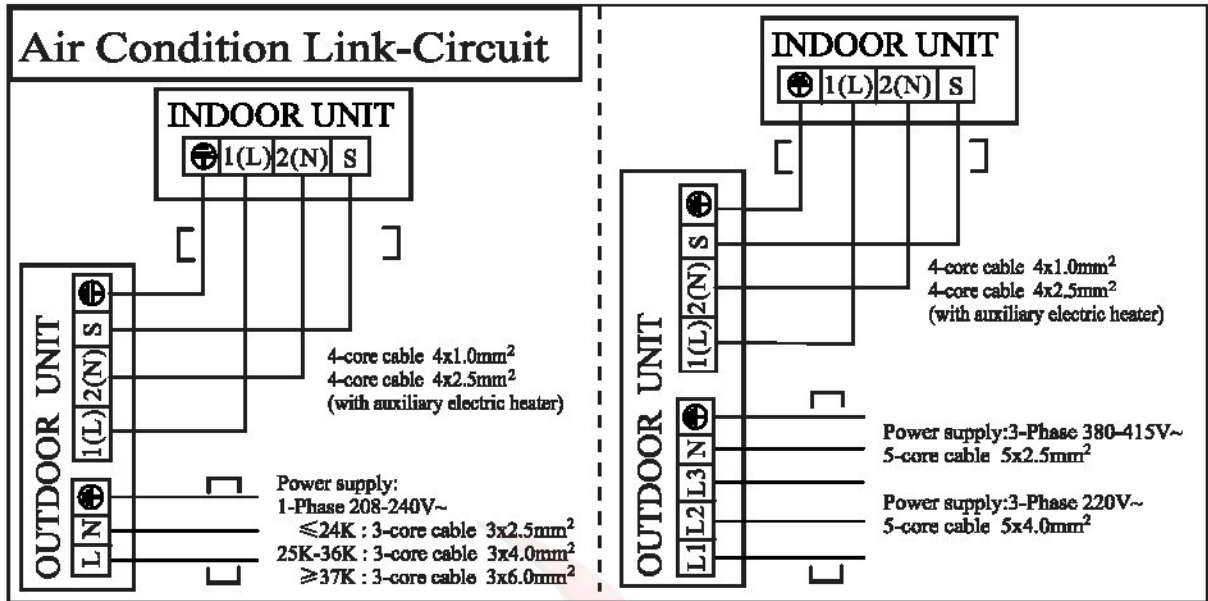 Air Condition Link-Circuit
INDOOR UNIT
1(L) 2(N) S
OUTDOOR UNIT
1(L) 2(N) S
L N
4-core cable 4x1.0mm²
4-core cable 4x2.5mm²
(with auxiliary electric heater)
Power supply:
1-Phase 208-240V~
≤24K : 3-core cable 3x2.5mm²
25K-36K : 3-core cable 3x4.0mm²
≥37K : 3-core cable 3x6.0mm²
INDOOR UNIT
1(L) 2(N) S
OUTDOOR UNIT
1(L) 2(N) S
L1 L2 L3 N
4-core cable 4x1.0mm²
4-core cable 4x2.5mm²
(with auxiliary electric heater)
Power supply:3-Phase 380-415V~
5-core cable 5x2.5mm²
Power supply:3-Phase 220V~
5-core cable 5x4.0mm²